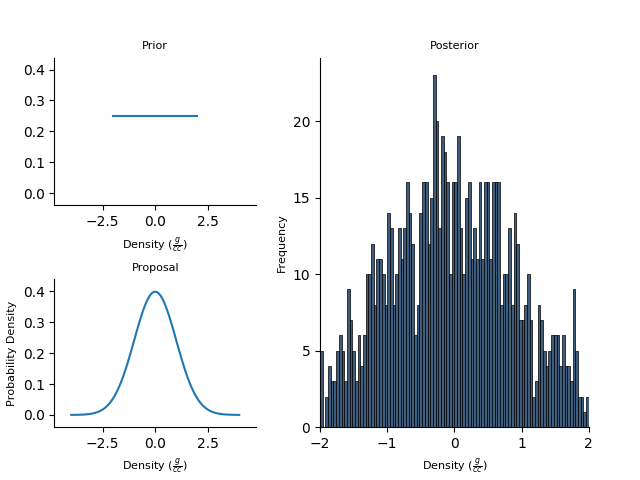 Prior
0.4
0.3
0.2
0.1
0.0
−2.5 0.0 2.5
Density (g/cc)
Proposal
Probability Density
0.4
0.3
0.2
0.1
0.0
−2.5 0.0 2.5
Density (g/cc)
Posterior
Frequency
20
15
10
5
0
−2 −1 0 1 2
Density (g/cc)